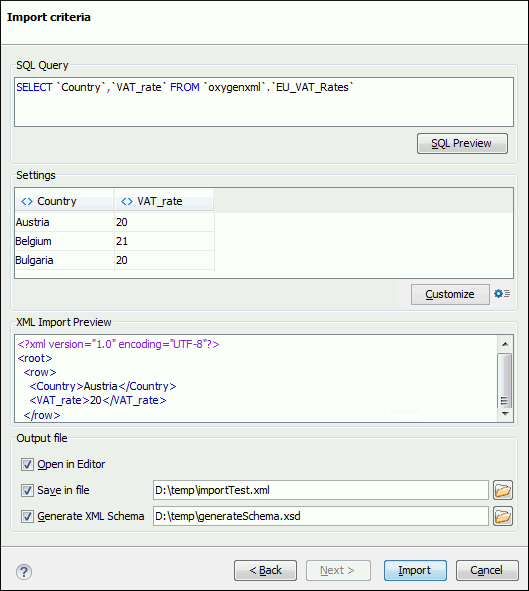 Import criteria
SQL Query
SELECT `Country`,`VAT_rate` FROM `oxygenxml`.`EU_VAT_Rates`
SQL Preview
Settings
<> Country <> VAT_rate
Austria 20
Belgium 21
Bulgaria 20
Customize
XML Import Preview
<?xml version="1.0" encoding="UTF-8"?>
<root>
<row>
<Country>Austria</Country>
<VAT_rate>20</VAT_rate>
</row>
Output file
Open in Editor
Save in file D:\temp\importTest.xml
Generate XML Schema D:\temp\generateSchema.xsd
? < Back Next > Import Cancel